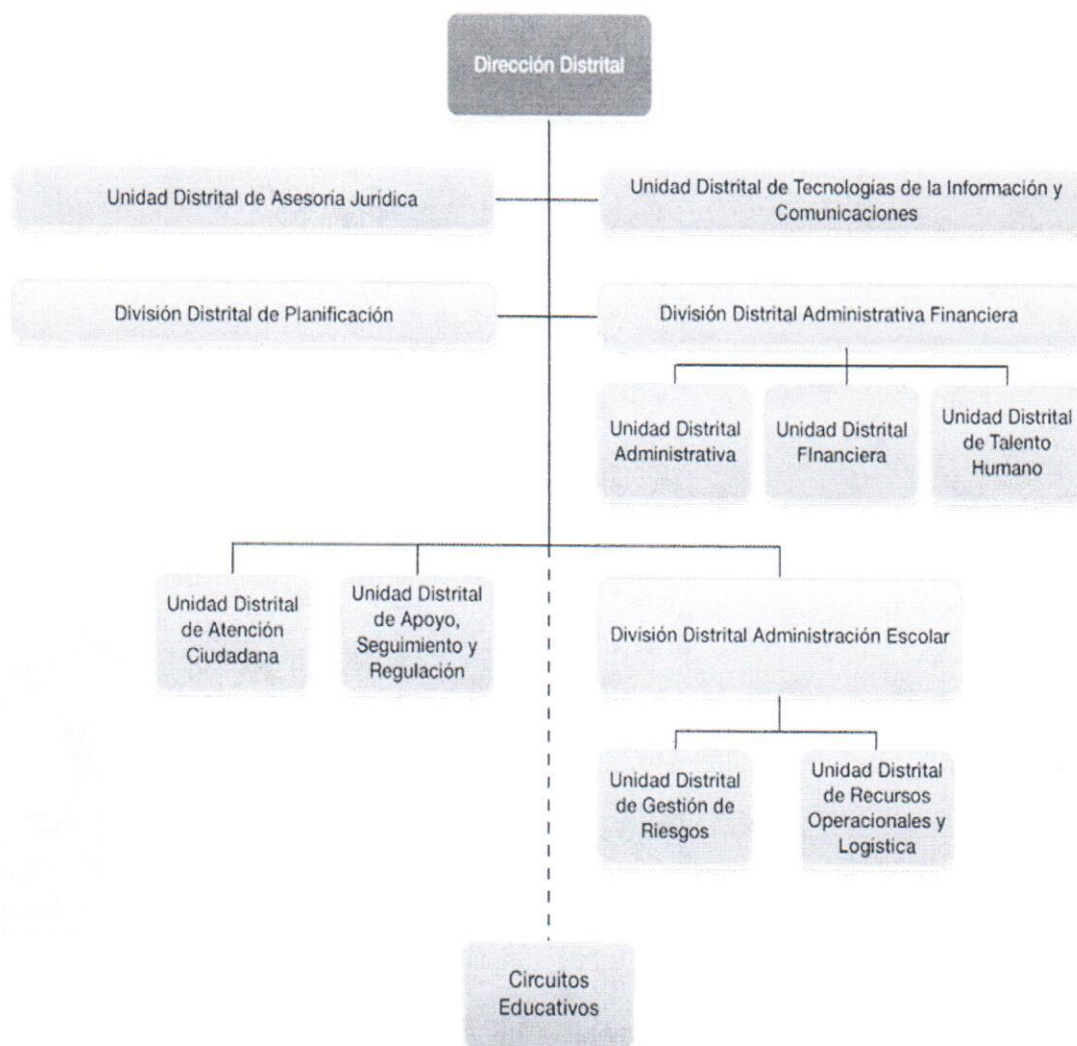 Dirección Distrital
Unidad Distrital de Asesoría Jurídica
Unidad Distrital de Tecnologías de la Información y
Comunicaciones
División Distrital de Planificación
División Distrital Administrativa Financiera
Unidad Distrital
Administrativa
Unidad Distrital
FInanciera
Unidad Distrital
de Talento
Humano
Unidad Distrital
de Atención
Ciudadana
Unidad Distrital
de Apoyo,
Seguimiento y
Regulación
División Distrital Administración Escolar
Unidad Distrital
de Gestión de
Riesgos
Unidad Distrital
de Recursos
Operacionales y
Logística
Circuitos
Educativos